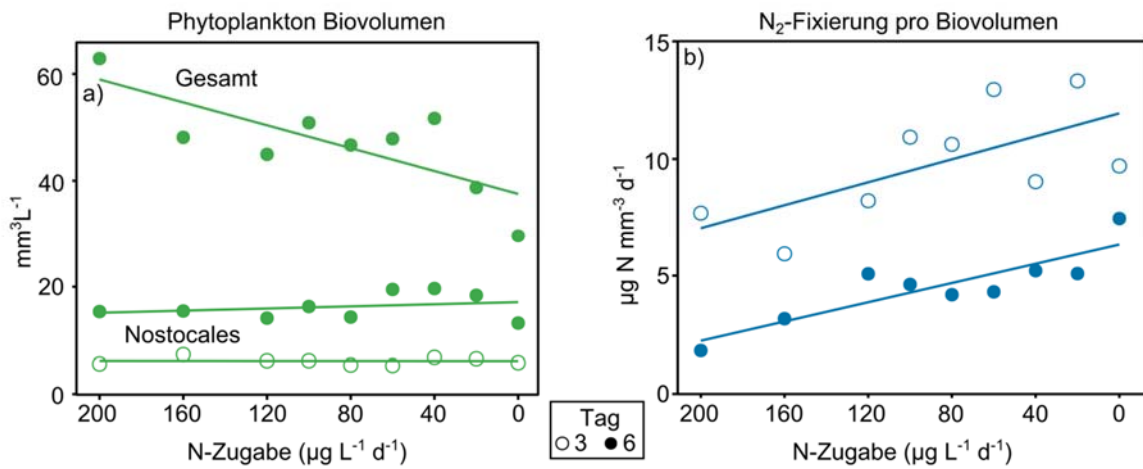 Phytoplankton Biovolumen
60
40
20
0
mm³L⁻¹
a)
Gesamt
Nostocales
200 160 120 80 40 0
N-Zugabe (µg L⁻¹ d⁻¹)
N₂-Fixierung pro Biovolumen
15
10
5
0
µg N mm⁻³ d⁻¹
b)
200 160 120 80 40 0
N-Zugabe (µg L⁻¹ d⁻¹)
Tag
3 6